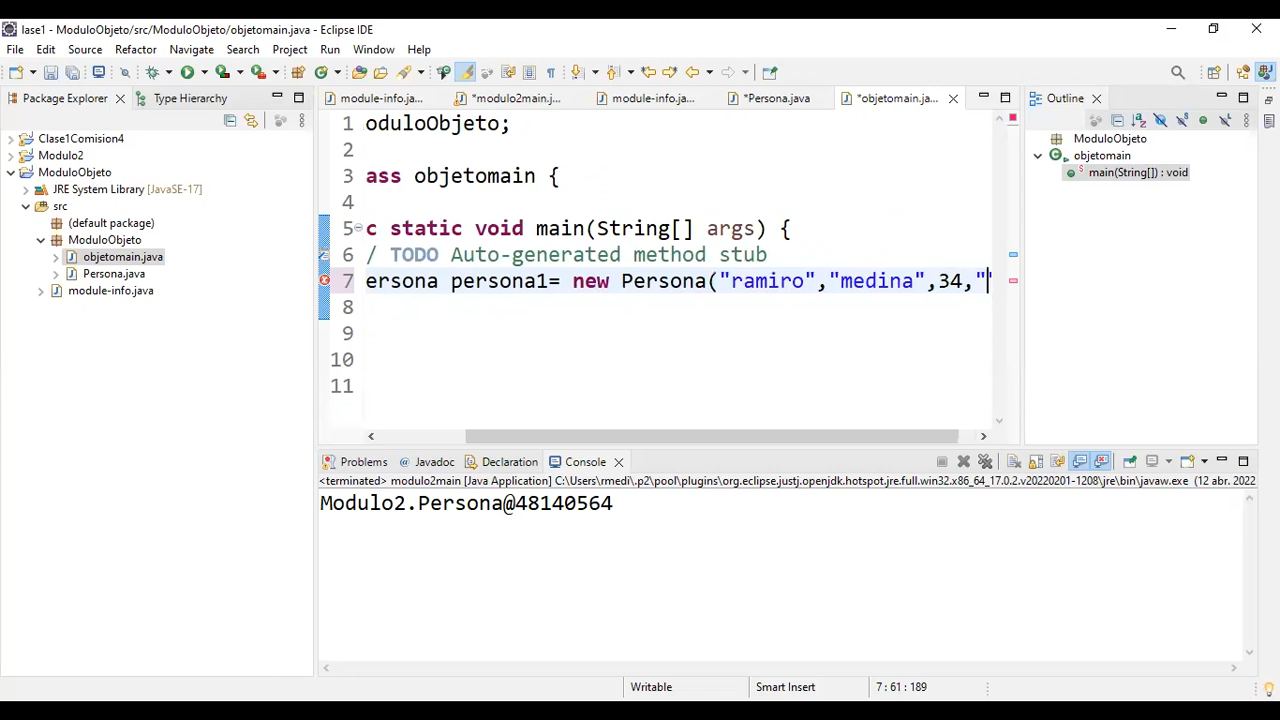 lase1 - ModuloObjeto/src/ModuloObjeto/objetomain.java - Eclipse IDE
File Edit Source Refactor Navigate Search Project Run Window Help
Package Explorer Type Hierarchy
module-info.ja... *modulo2main.j... module-info.ja... *Persona.java *objetomain.ja...
Outline
Clase1Comision4
Modulo2
ModuloObjeto
JRE System Library [JavaSE-17]
src
(default package)
ModuloObjeto
objetomain.java
Persona.java
module-info.java
1 oduloObjeto;
2
3 ass objetomain {
4
5 c static void main(String[] args) {
6 / TODO Auto-generated method stub
7 ersona persona1= new Persona("ramiro","medina",34,"
8
9
10
11
ModuloObjeto
objetomain
main(String[]) : void
Problems Javadoc Declaration Console
<terminated> modulo2main [Java Application] C:\Users\rmedi\.p2\pool\plugins\org.eclipse.justj.openjdk.hotspot.jre.full.win32.x86_64_17.0.2.v20220201-1208\jre\bin\javaw.exe (12 abr. 2022
Modulo2.Persona@48140564
Writable Smart Insert 7 : 61 : 189